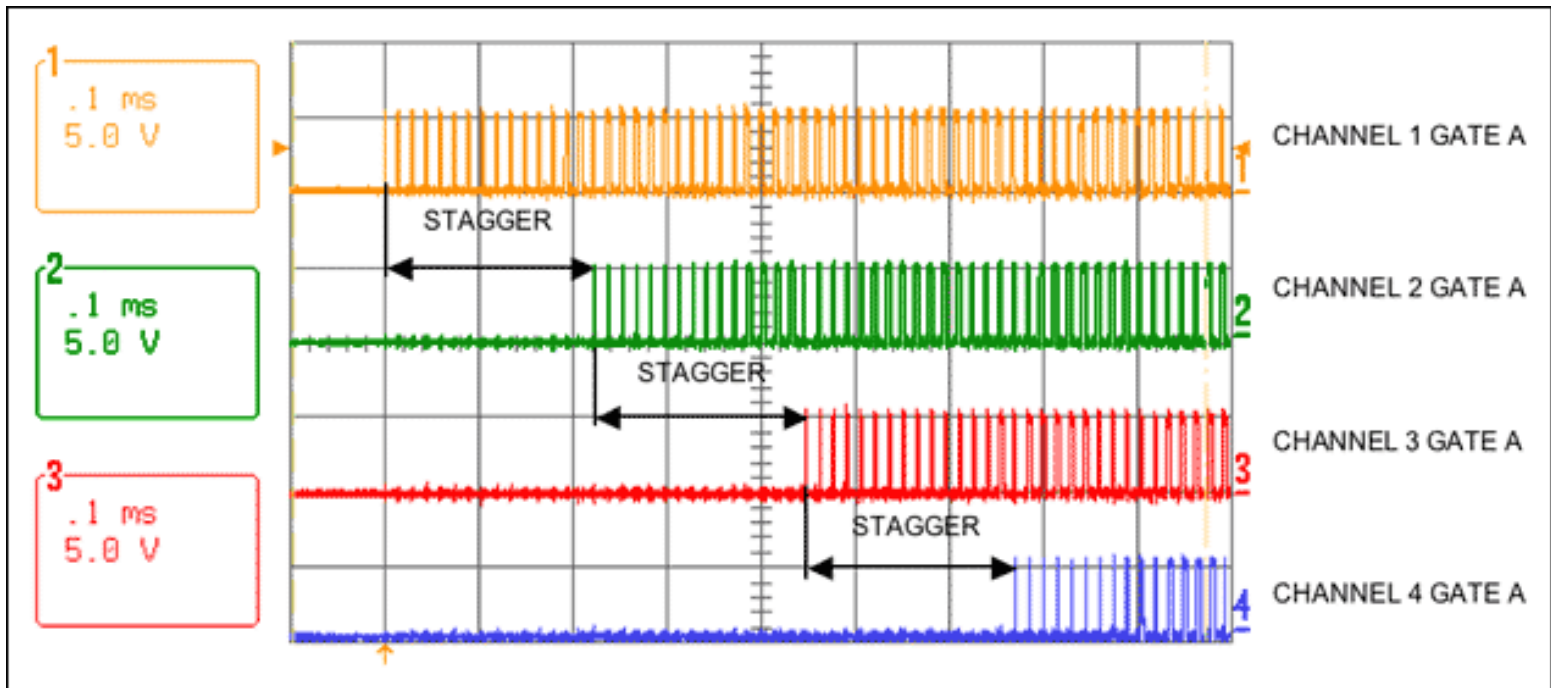 1
.1 ms
5.0 V
1
CHANNEL 1 GATE A
STAGGER
2
.1 ms
5.0 V
2
CHANNEL 2 GATE A
STAGGER
3
.1 ms
5.0 V
3
CHANNEL 3 GATE A
STAGGER
4
CHANNEL 4 GATE A